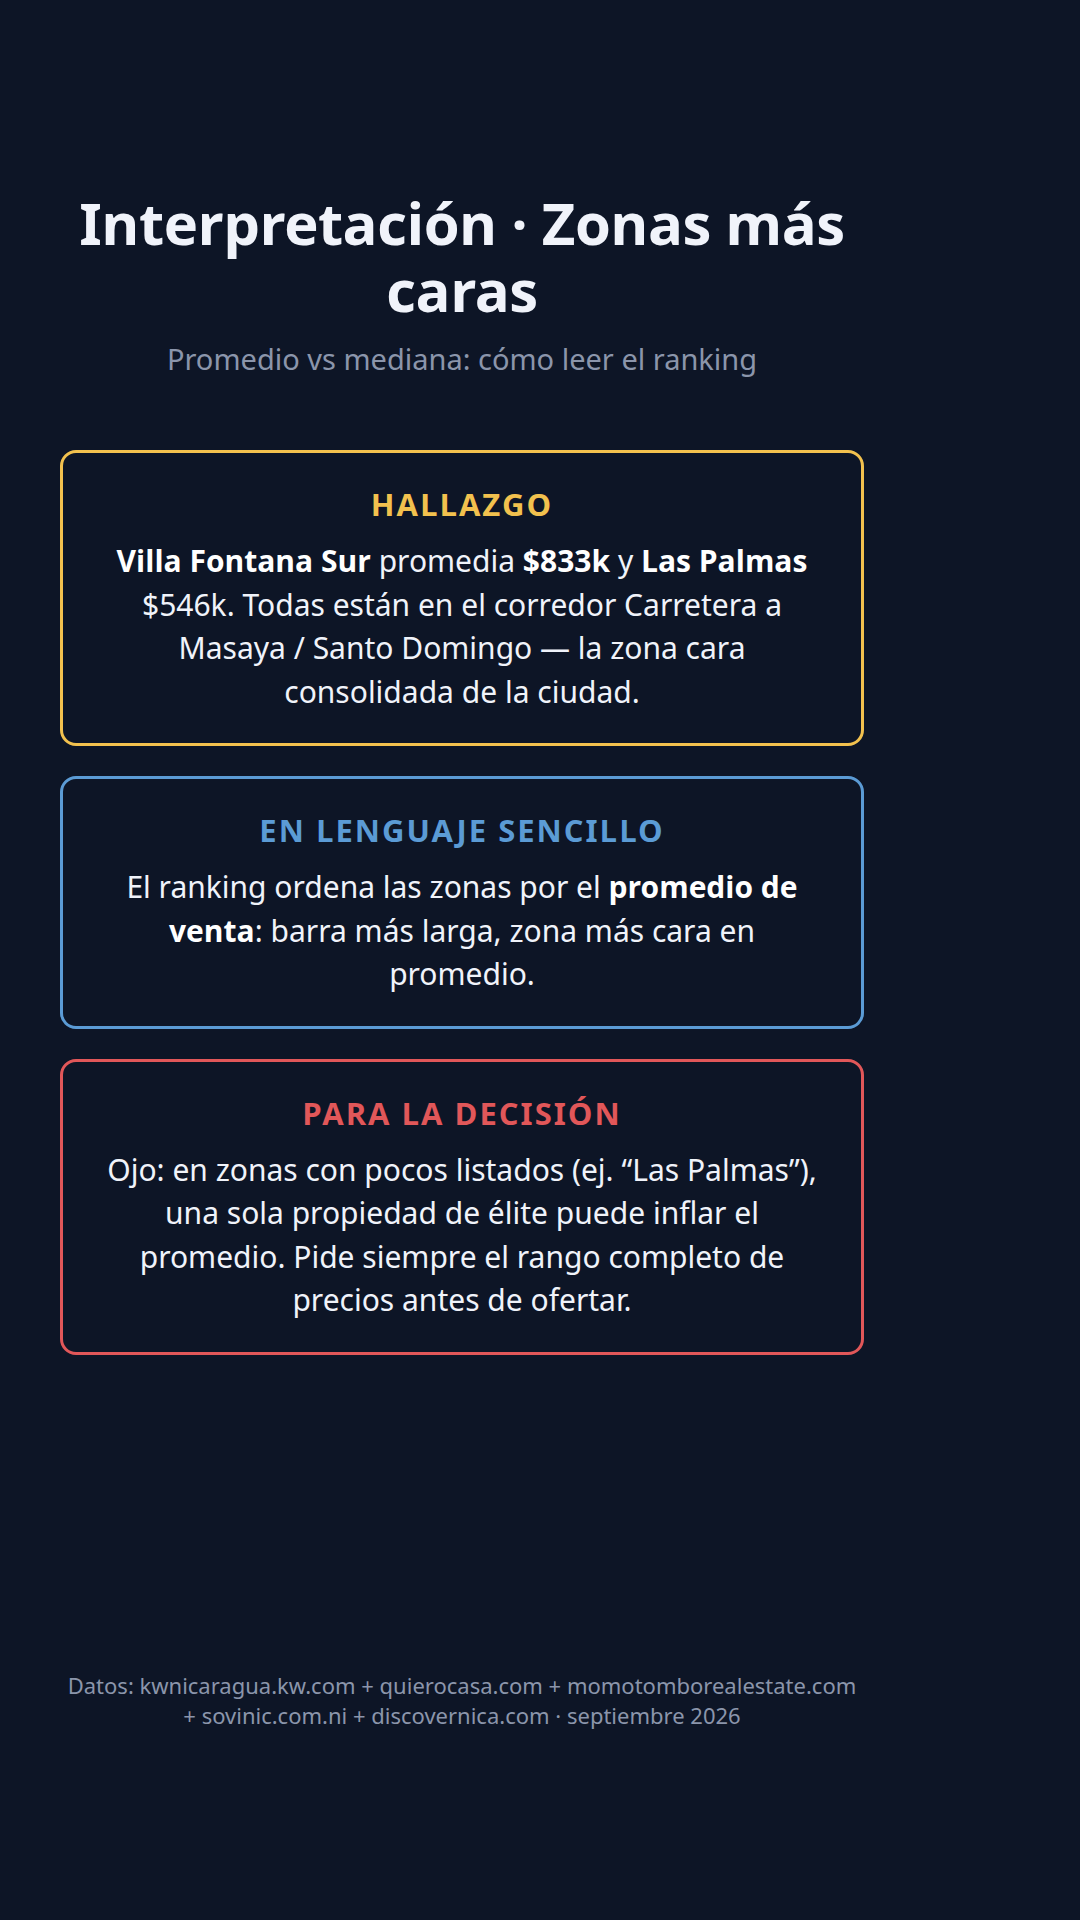 Interpretación · Zonas más
caras
Promedio vs mediana: cómo leer el ranking
HALLAZGO
Villa Fontana Sur promedia $833k y Las Palmas
$546k. Todas están en el corredor Carretera a
Masaya / Santo Domingo — la zona cara
consolidada de la ciudad.
EN LENGUAJE SENCILLO
El ranking ordena las zonas por el promedio de
venta: barra más larga, zona más cara en
promedio.
PARA LA DECISIÓN
Ojo: en zonas con pocos listados (ej. “Las Palmas”),
una sola propiedad de élite puede inflar el
promedio. Pide siempre el rango completo de
precios antes de ofertar.
Datos: kwnicaragua.kw.com + quierocasa.com + momotomborealestate.com
+ sovinic.com.ni + discovernica.com · septiembre 2026